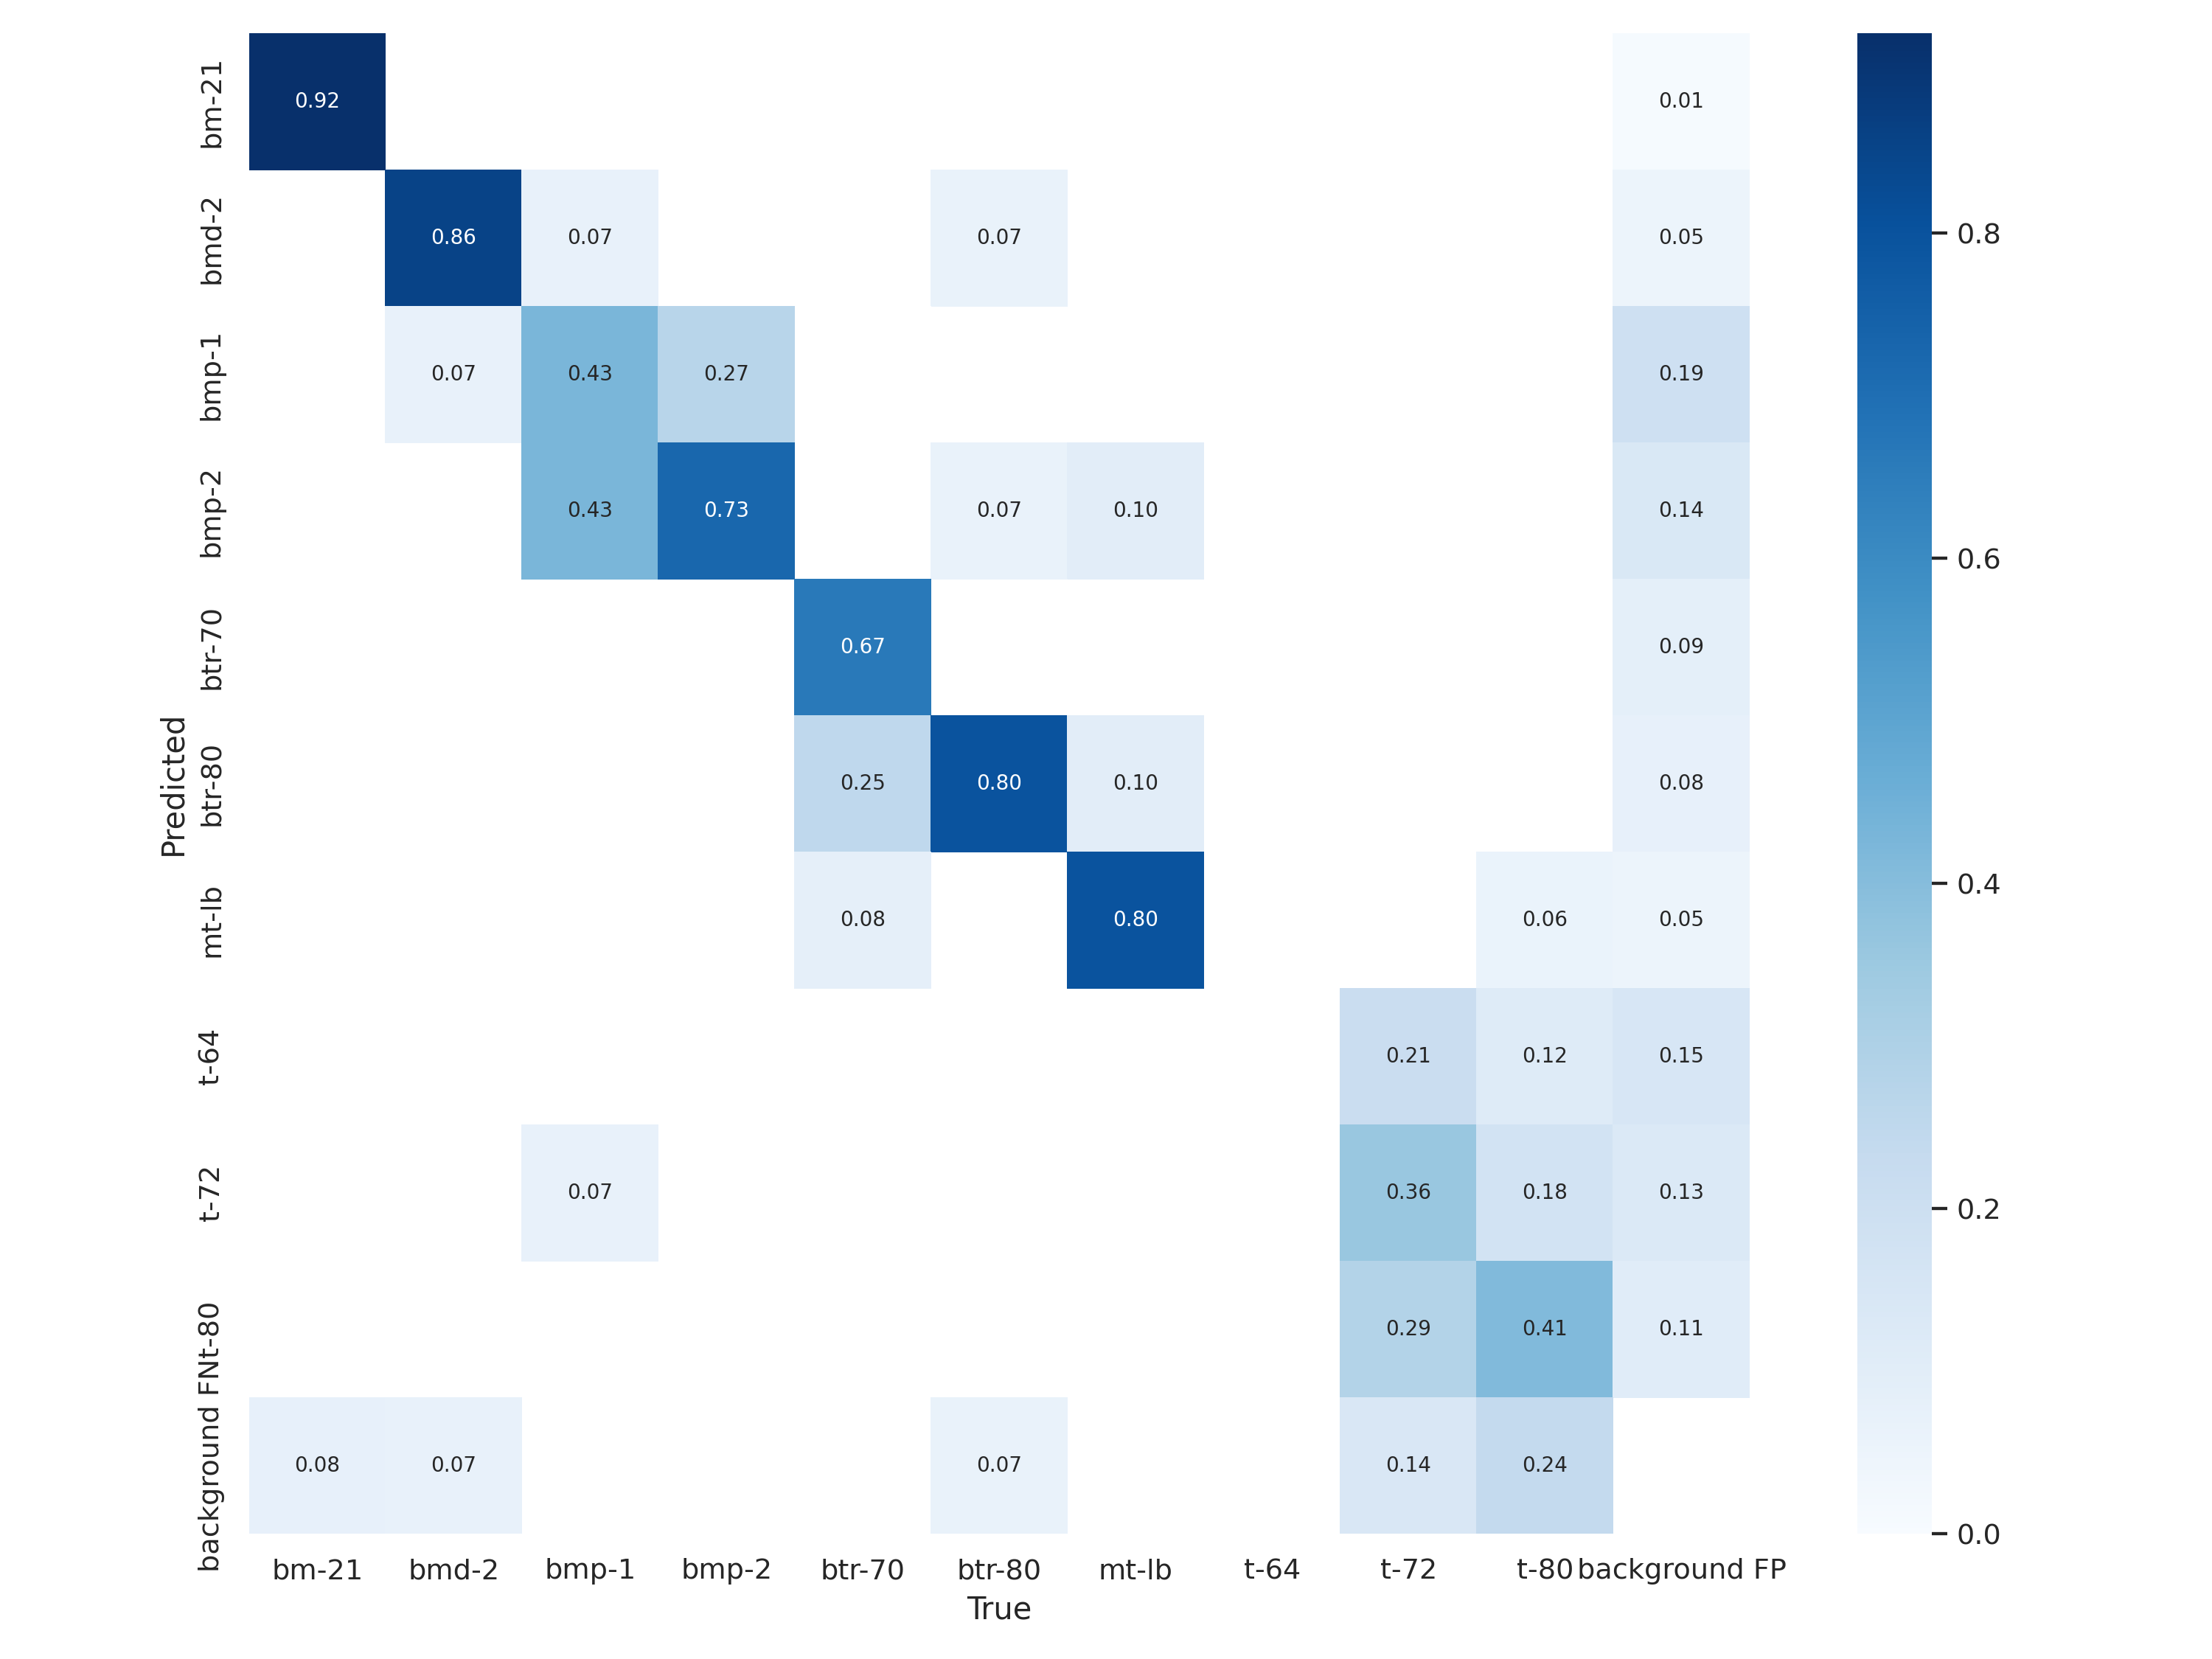 bm-21 0.92 0.01
bmd-2 0.86 0.07 0.07 0.05 0.8
bmp-1 0.07 0.43 0.27 0.19
bmp-2 0.43 0.73 0.07 0.10 0.14 0.6
btr-70 0.67 0.09
Predicted
btr-80 0.25 0.80 0.10 0.08
mt-lb 0.08 0.80 0.06 0.05 0.4
t-64 0.21 0.12 0.15
t-72 0.07 0.36 0.18 0.13 0.2
t-80 0.29 0.41 0.11
background FN 0.08 0.07 0.07 0.14 0.24 0.0
bm-21 bmd-2 bmp-1 bmp-2 btr-70 btr-80 mt-lb t-64 t-72 t-80 background FP
True